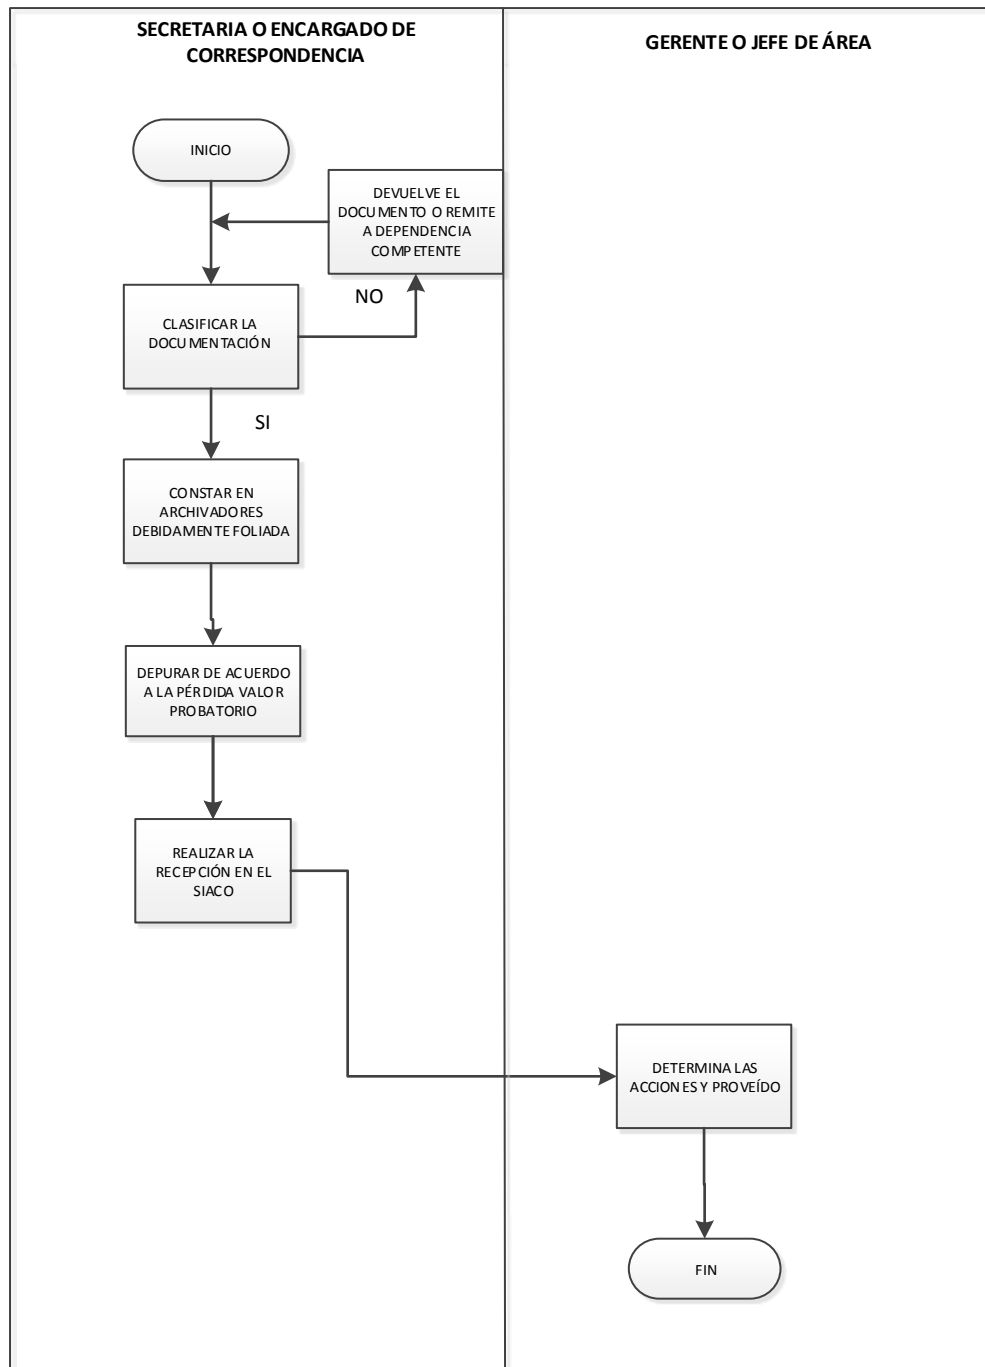 SECRETARIA O ENCARGADO DE
CORRESPONDENCIA
GERENTE O JEFE DE ÁREA
INICIO
DEVUELVE EL
DOCUMENTO O REMITE
A DEPENDENCIA
COMPETENTE
NO
CLASIFICAR LA
DOCUMENTACIÓN
SI
CONSTAR EN
ARCHIVADORES
DEBIDAMENTE FOLIADA
DEPURAR DE ACUERDO
A LA PÉRDIDA VALOR
PROBATORIO
REALIZAR LA
RECEPCIÓN EN EL
SIACO
DETERMINA LAS
ACCIONES Y PROVEÍDO
FIN